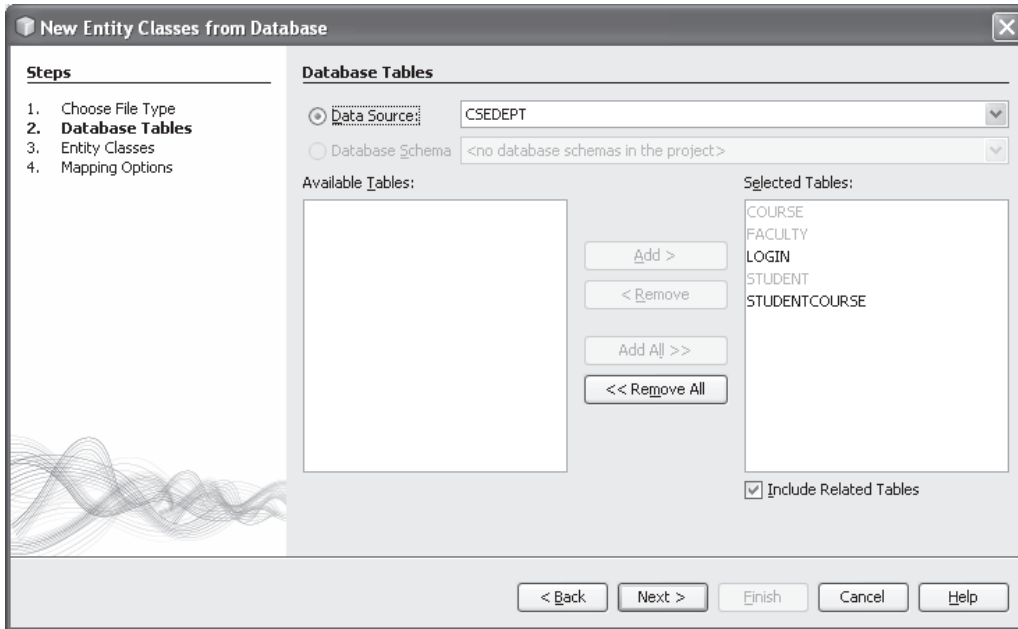 New Entity Classes from Database
Steps
1. Choose File Type
2. Database Tables
3. Entity Classes
4. Mapping Options
Database Tables
Data Source: CSEDEPT
Database Schema <no database schemas in the project>
Available Tables:
Selected Tables:
COURSE
FACULTY
LOGIN
STUDENT
STUDENTCOURSE
Add >
< Remove
Add All >>
<< Remove All
Include Related Tables
< Back Next > Finish Cancel Help